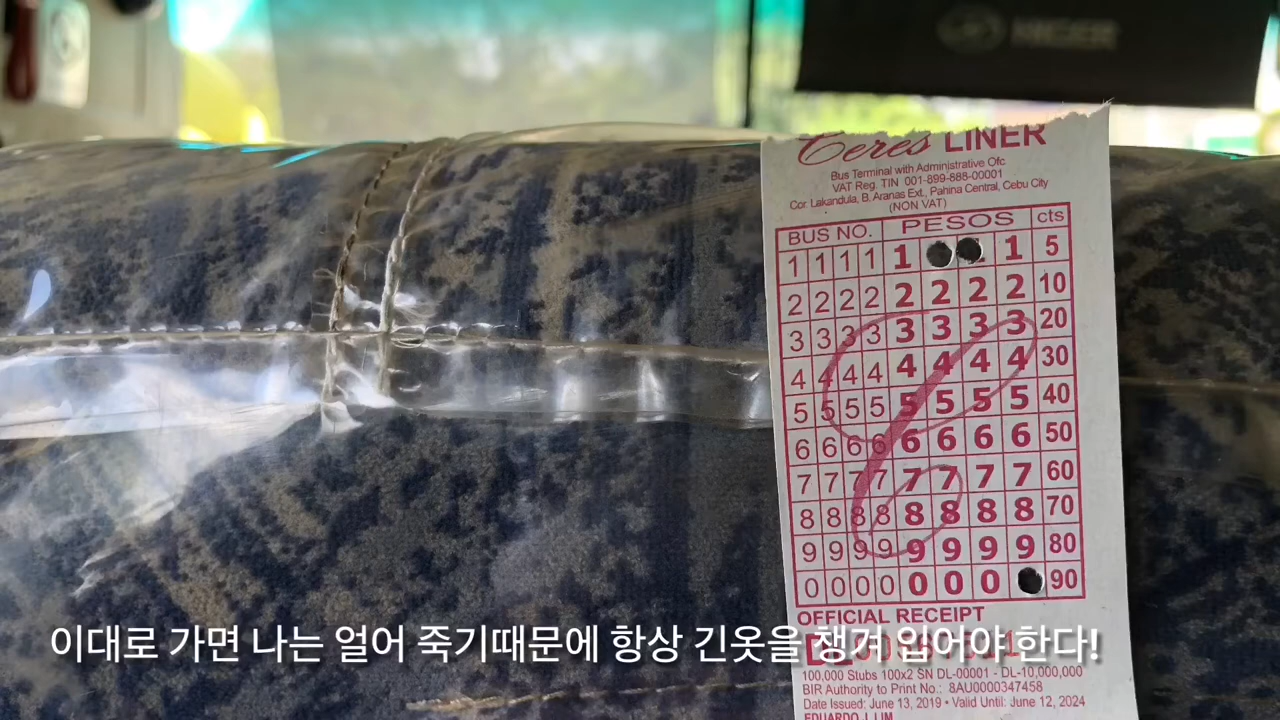 HIGER
Ceres LINER
Bus Terminal with Administrative Ofc
VAT Reg. TIN 001-899-888-00001
Cor. Lakandula, B. Aranas Ext., Pahina Central, Cebu City
(NON VAT)
BUS NO. PESOS cts
1 1 1 1 1 1 5
2 2 2 2 2 2 2 2 10
3 3 3 3 3 3 3 3 20
4 4 4 4 4 4 4 4 30
5 5 5 5 5 5 5 5 40
6 6 6 6 6 6 6 6 50
7 7 7 7 7 7 7 7 60
8 8 8 8 8 8 8 8 70
9 9 9 9 9 9 9 9 80
0 0 0 0 0 0 0 90
OFFICIAL RECEIPT
이대로 가면 나는 얼어 죽기때문에 항상 긴옷을 챙겨 입어야 한다!
100,000 Stubs 100x2 SN DL-00001 - DL-10,000,000
BIR Authority to Print No.: 8AU0000347458
Date Issued: June 13, 2019 • Valid Until: June 12, 2024
EDUARDO J. LIM